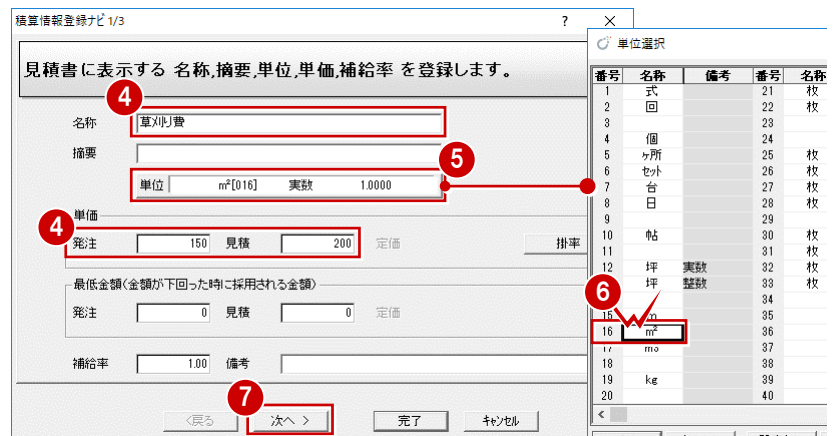 積算情報登録ナビ 1/3 ? ×
見積書に表示する 名称,摘要,単位,単価,補給率 を登録します。
4
名称 草刈り費
摘要
5
単位 m²[016] 実数 1.0000
単価
4
発注 150 見積 200 定価 掛率
最低金額(金額が下回った時に採用される金額)
発注 0 見積 0 定価
補給率 1.00 備考
7
<戻る 次へ > 完了 キャンセル
単位選択
番号 名称 備考 番号 名称
1 式 21 枚
2 回 22 枚
3 23
4 個 24
5 ヶ所 25 枚
6 セット 26 枚
7 台 27 枚
8 日 28 枚
9 29
10 帖 30 枚
11 31 枚
12 坪 実数 32 枚
坪 整数 33 枚
6
34
15 m 35
16 m² 36
17 m3 37
18 38
19 kg 39
20 40
<